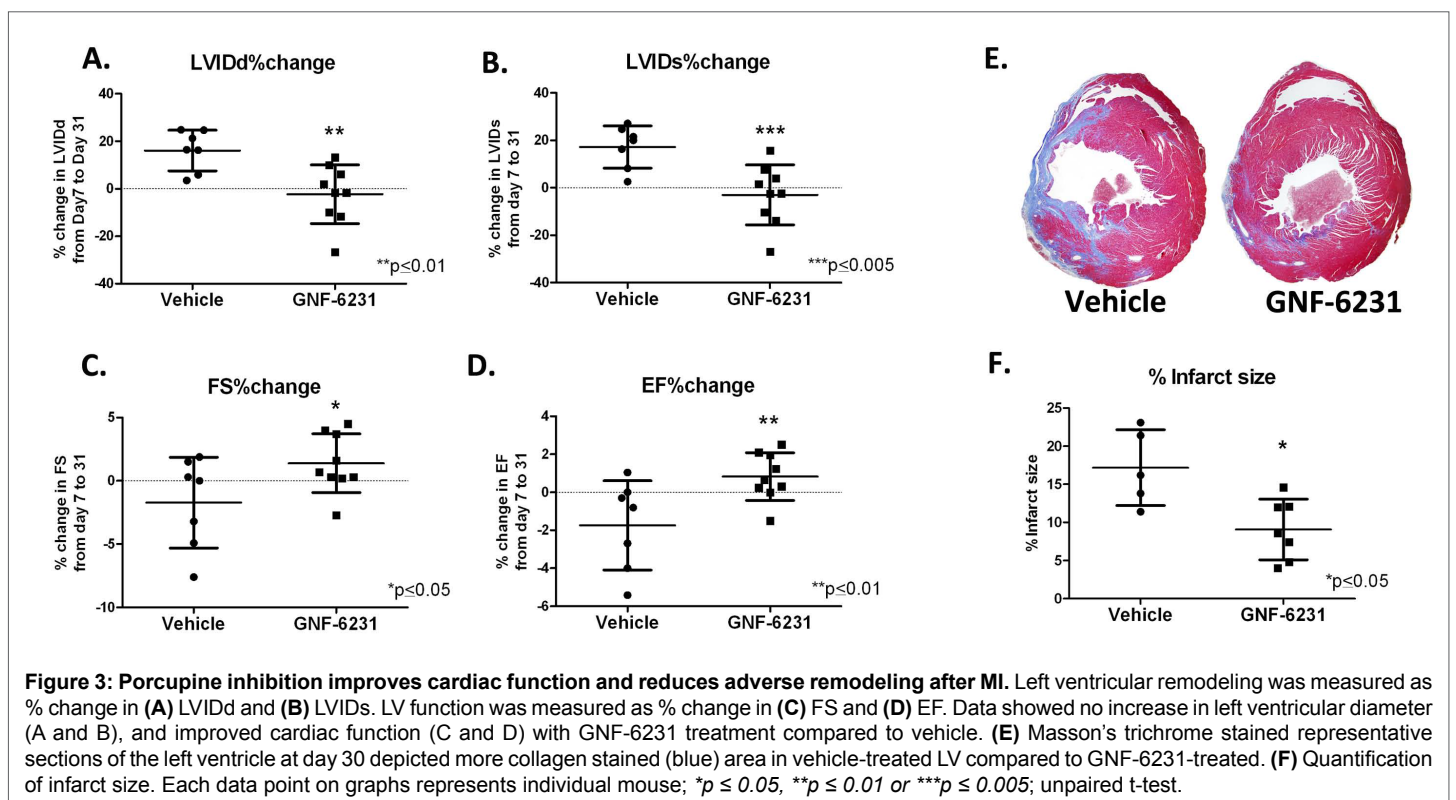 A.
LVIDd%change
% change in LVIDd
from Day7 to Day 31
40
20
0
-20
-40
**
**p≤0.01
Vehicle
GNF-6231
B.
LVIDs%change
% change in LVIDs
from day 7 to 31
40
20
0
-20
-40
***
***p≤0.005
Vehicle
GNF-6231
E.
Vehicle
GNF-6231
C.
FS%change
% change in FS
from day 7 to 31
5
0
-5
-10
*
*p≤0.05
Vehicle
GNF-6231
D.
EF%change
% change in EF
from day 7 to 31
4
2
0
-2
-4
-6
**
**p≤0.01
Vehicle
GNF-6231
F.
% Infarct size
% Infarct size
25
20
15
10
5
0
*
*p≤0.05
Vehicle
GNF-6231
Figure 3: Porcupine inhibition improves cardiac function and reduces adverse remodeling after MI. Left ventricular remodeling was measured as
% change in (A) LVIDd and (B) LVIDs. LV function was measured as % change in (C) FS and (D) EF. Data showed no increase in left ventricular diameter
(A and B), and improved cardiac function (C and D) with GNF-6231 treatment compared to vehicle. (E) Masson’s trichrome stained representative
sections of the left ventricle at day 30 depicted more collagen stained (blue) area in vehicle-treated LV compared to GNF-6231-treated. (F) Quantification
of infarct size. Each data point on graphs represents individual mouse; *p ≤ 0.05, **p ≤ 0.01 or ***p ≤ 0.005; unpaired t-test.